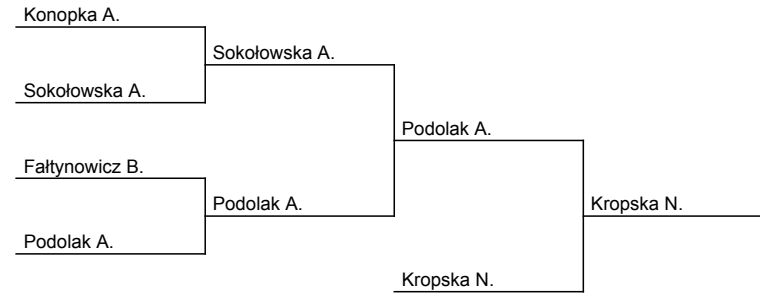 Konopka A.
Sokołowska A.
Sokołowska A.
Fałtynowicz B.
Podolak A.
Podolak A.
Podolak A.
Kropska N.
Kropska N.